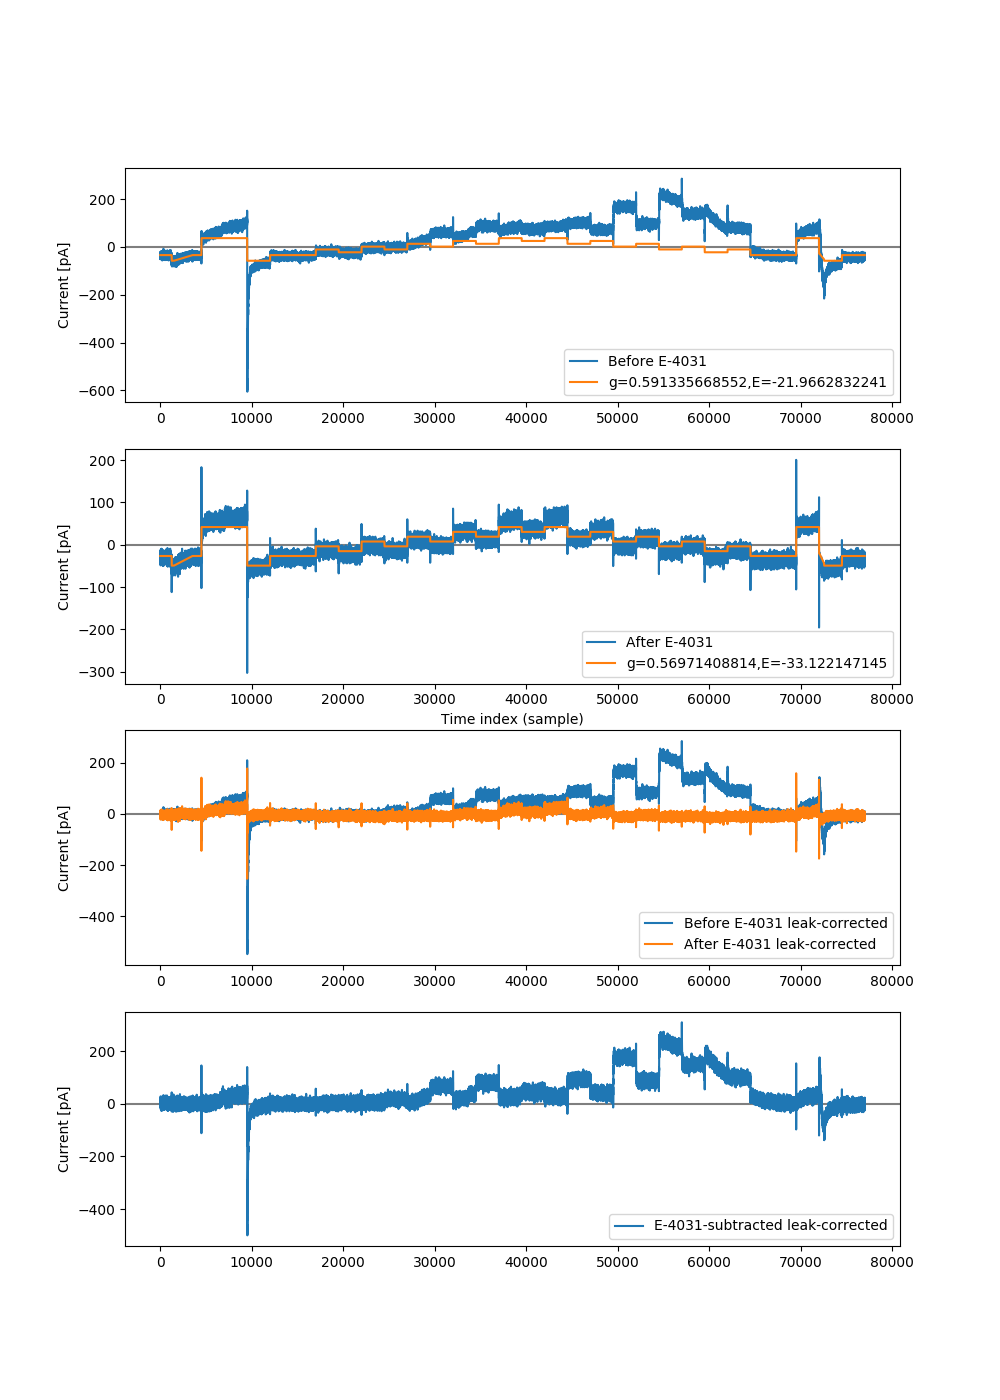 200
0
−200
−400
−600
Current [pA]
Before E-4031
g=0.591335668552,E=-21.9662832241
0 10000 20000 30000 40000 50000 60000 70000 80000
200
100
0
−100
−200
−300
Current [pA]
After E-4031
g=0.56971408814,E=-33.122147145
0 10000 20000 30000 40000 50000 60000 70000 80000
Time index (sample)
200
0
−200
−400
Current [pA]
Before E-4031 leak-corrected
After E-4031 leak-corrected
0 10000 20000 30000 40000 50000 60000 70000 80000
200
0
−200
−400
Current [pA]
E-4031-subtracted leak-corrected
0 10000 20000 30000 40000 50000 60000 70000 80000